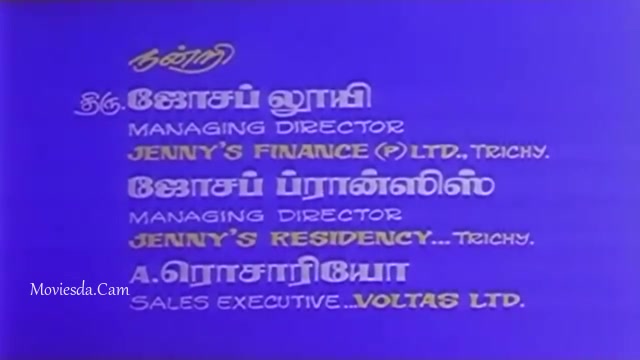 நன்றி
திரு. ஜோசப் லூயி
MANAGING DIRECTOR
JENNY'S FINANCE (P) LTD., TRICHY.
ஜோசப் ப்ரான்ஸிஸ்
MANAGING DIRECTOR
JENNY'S RESIDENCY... TRICHY.
A.ரொசாரியோ
Moviesda.Cam
SALES EXECUTIVE... VOLTAS LTD.